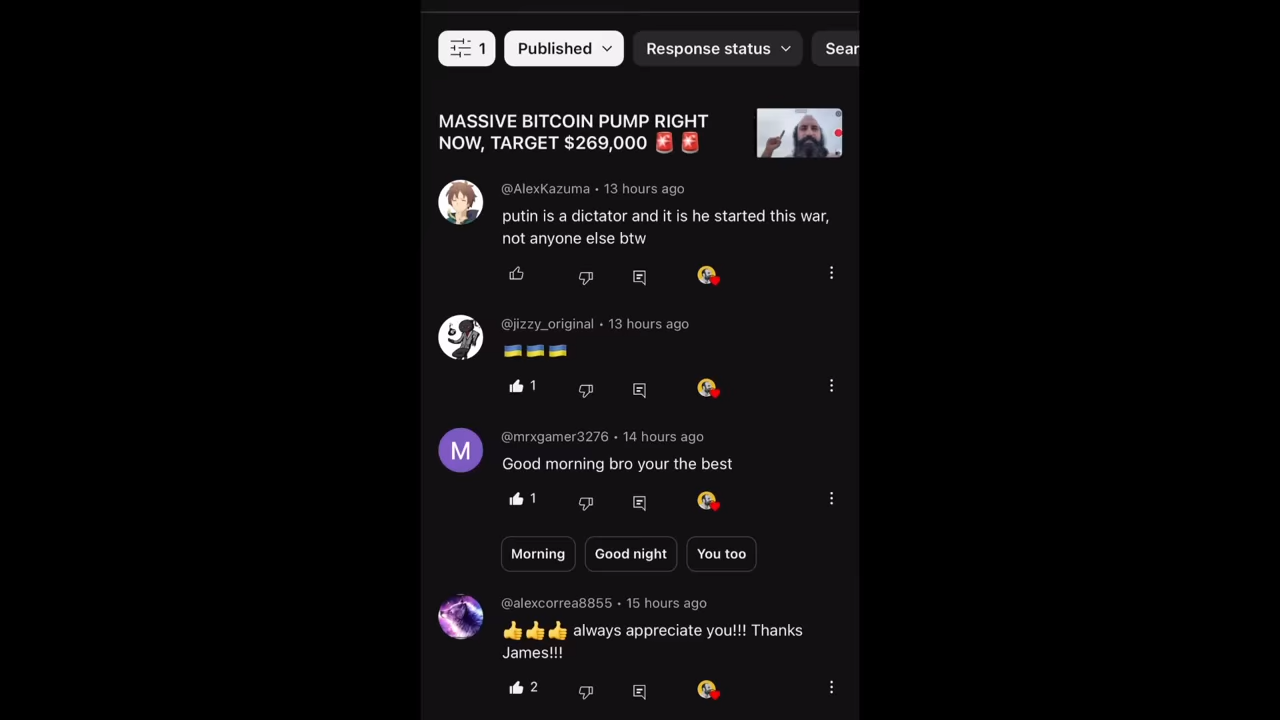 1 Published Response status Sear
MASSIVE BITCOIN PUMP RIGHT
NOW, TARGET $269,000 🚨 🚨
@AlexKazuma • 13 hours ago
putin is a dictator and it is he started this war,
not anyone else btw
@jizzy_original • 13 hours ago
🇺🇦 🇺🇦 🇺🇦
1
@mrxgamer3276 • 14 hours ago
M
Good morning bro your the best
1
Morning Good night You too
@alexcorrea8855 • 15 hours ago
👍👍👍 always appreciate you!!! Thanks
James!!!
2